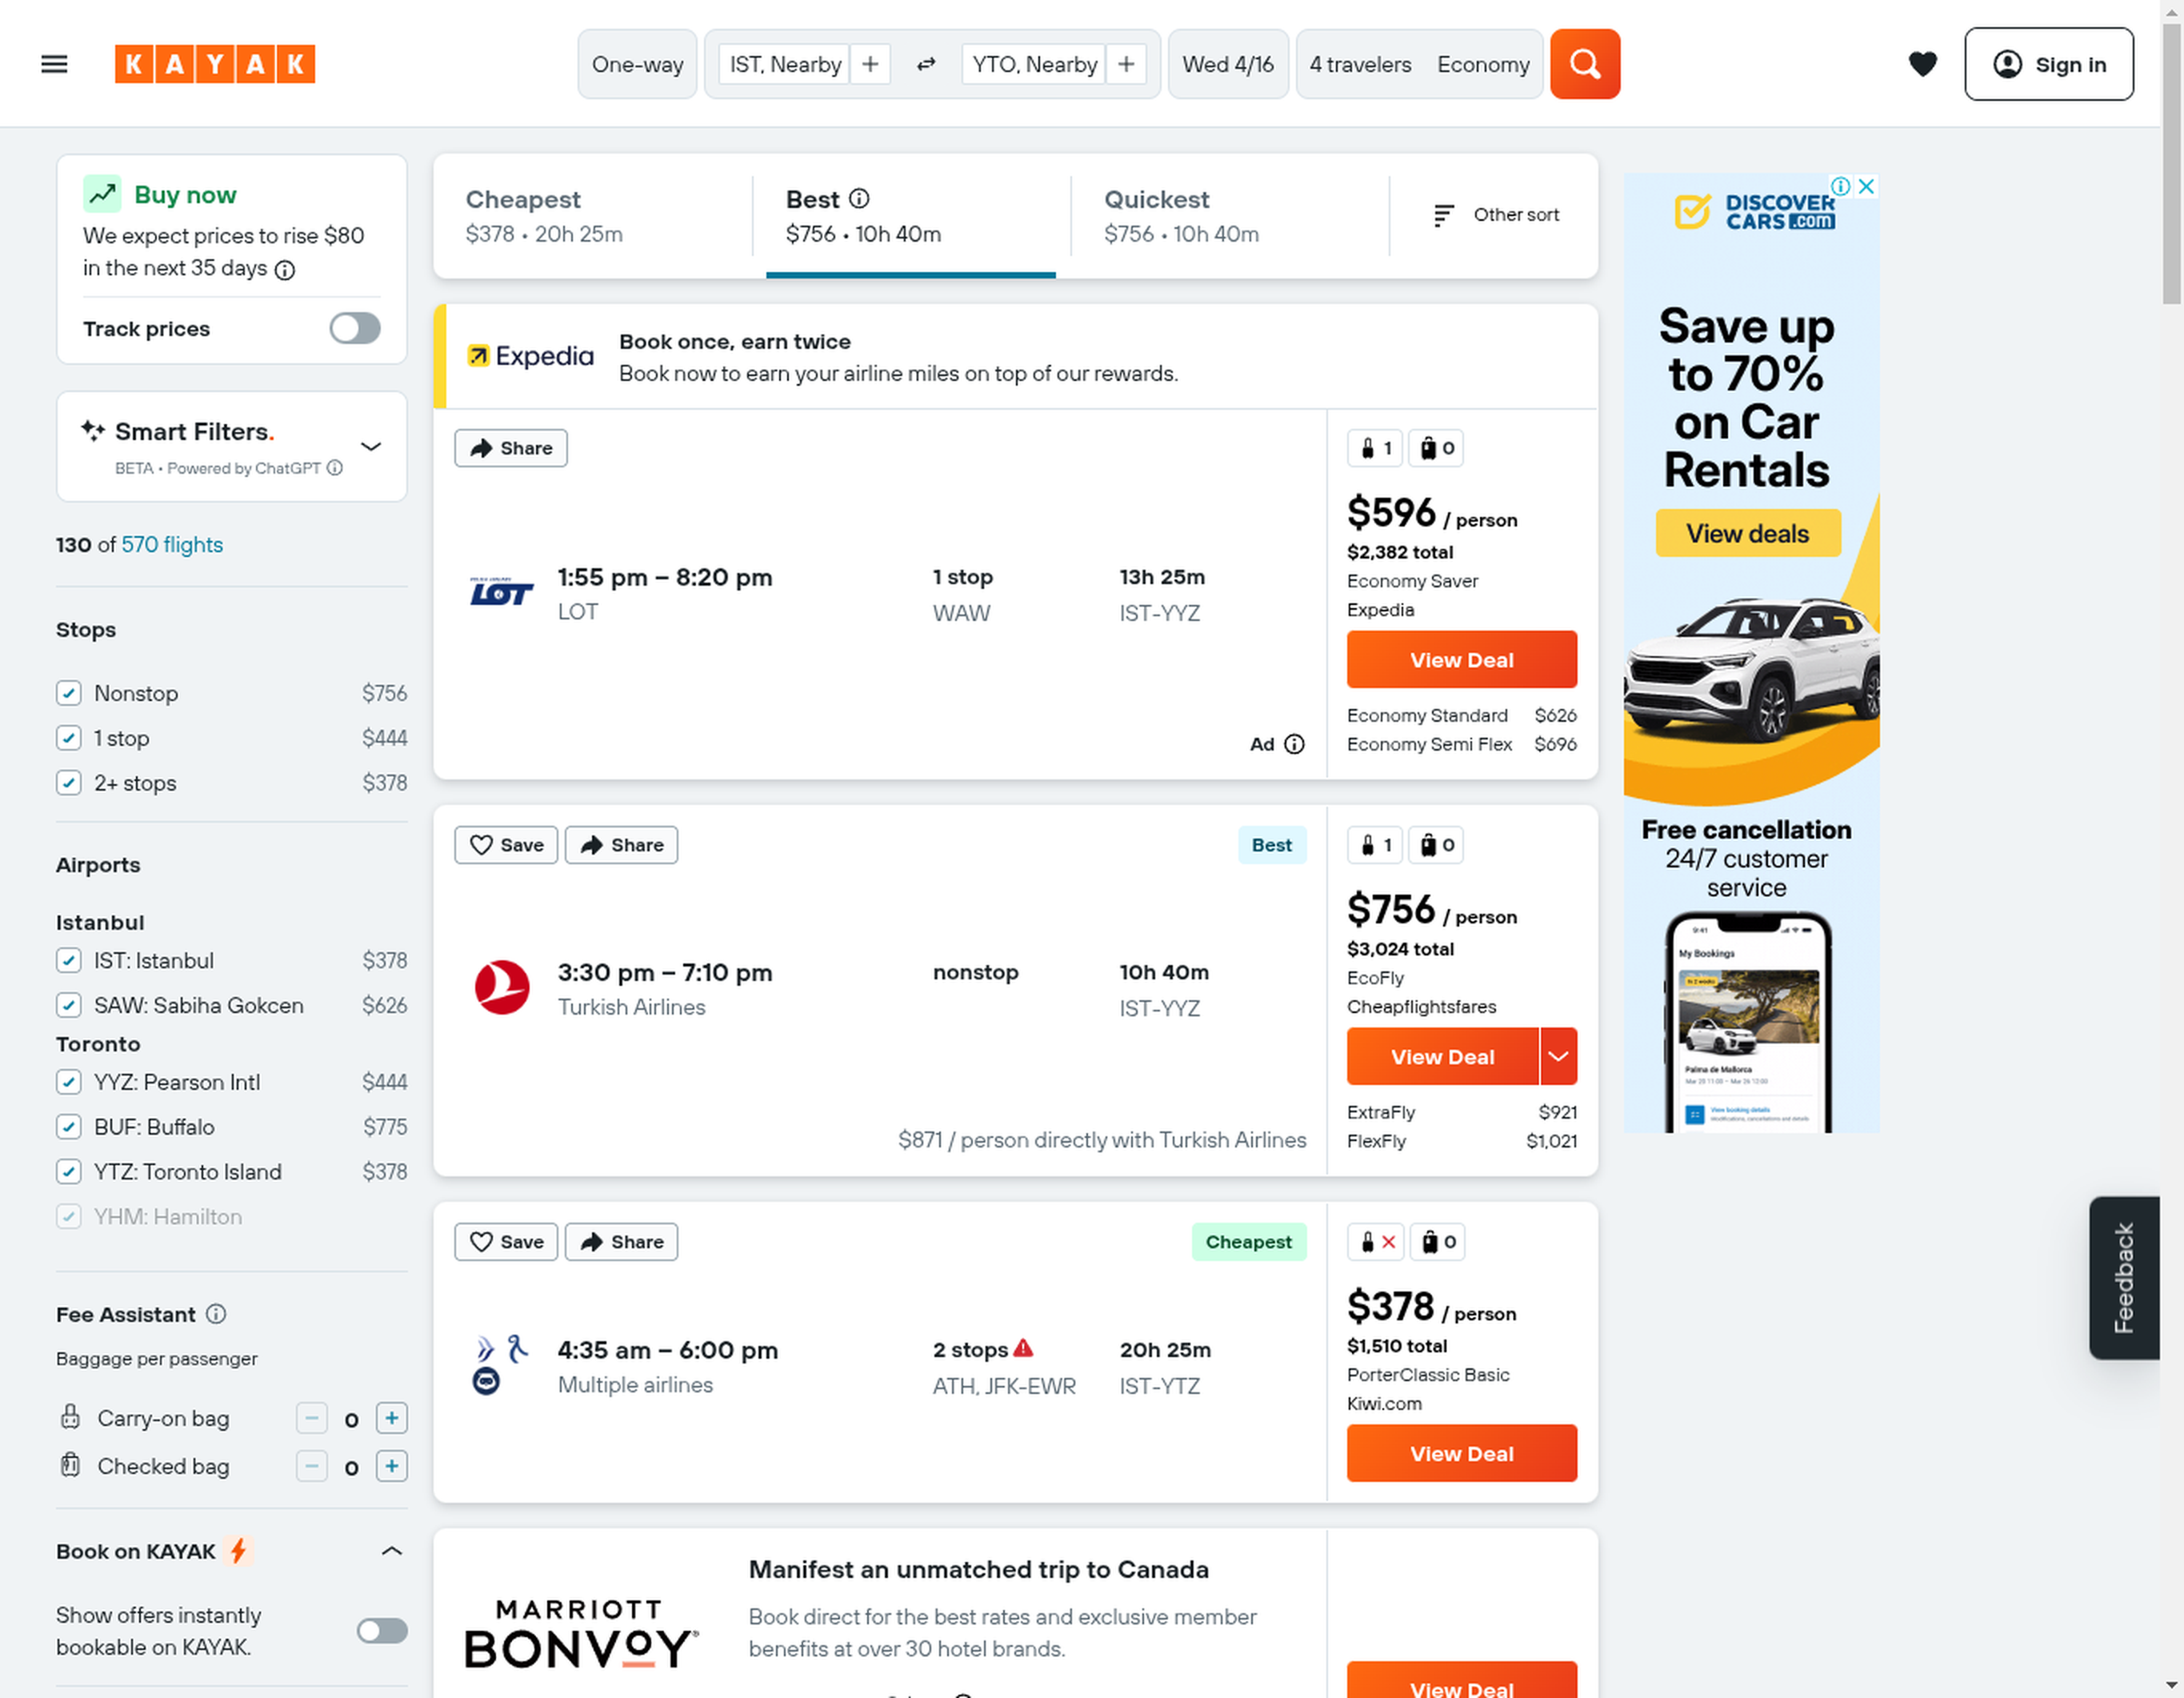 KAYAK
One-way
IST, Nearby
YTO, Nearby
Wed 4/16
4 travelers Economy
Sign in
Buy now
We expect prices to rise $80
in the next 35 days
Track prices
Smart Filters.
BETA • Powered by ChatGPT
130 of 570 flights
Stops
Nonstop $756
1 stop $444
2+ stops $378
Airports
Istanbul
IST: Istanbul $378
SAW: Sabiha Gokcen $626
Toronto
YYZ: Pearson Intl $444
BUF: Buffalo $775
YTZ: Toronto Island $378
YHM: Hamilton
Fee Assistant
Baggage per passenger
Carry-on bag 0
Checked bag 0
Book on KAYAK
Show offers instantly
bookable on KAYAK.
Cheapest
$378 • 20h 25m
Best
$756 • 10h 40m
Quickest
$756 • 10h 40m
Other sort
Expedia
Book once, earn twice
Book now to earn your airline miles on top of our rewards.
Share
LOT
1:55 pm – 8:20 pm
LOT
1 stop
WAW
13h 25m
IST-YYZ
Ad
1 0
$596 / person
$2,382 total
Economy Saver
Expedia
View Deal
Economy Standard $626
Economy Semi Flex $696
Save Share
Best
3:30 pm – 7:10 pm
Turkish Airlines
nonstop
10h 40m
IST-YYZ
$871 / person directly with Turkish Airlines
1 0
$756 / person
$3,024 total
EcoFly
Cheapflightsfares
View Deal
ExtraFly $921
FlexFly $1,021
Save Share
Cheapest
4:35 am – 6:00 pm
Multiple airlines
2 stops
ATH, JFK-EWR
20h 25m
IST-YTZ
0
$378 / person
$1,510 total
PorterClassic Basic
Kiwi.com
View Deal
MARRIOTT
BONVOY
Manifest an unmatched trip to Canada
Book direct for the best rates and exclusive member
benefits at over 30 hotel brands.
View Deal
DISCOVER
CARS.com
Save up
to 70%
on Car
Rentals
View deals
Free cancellation
24/7 customer
service
9:41
My Bookings
In 2 weeks
Palma de Mallorca
View booking details
Feedback